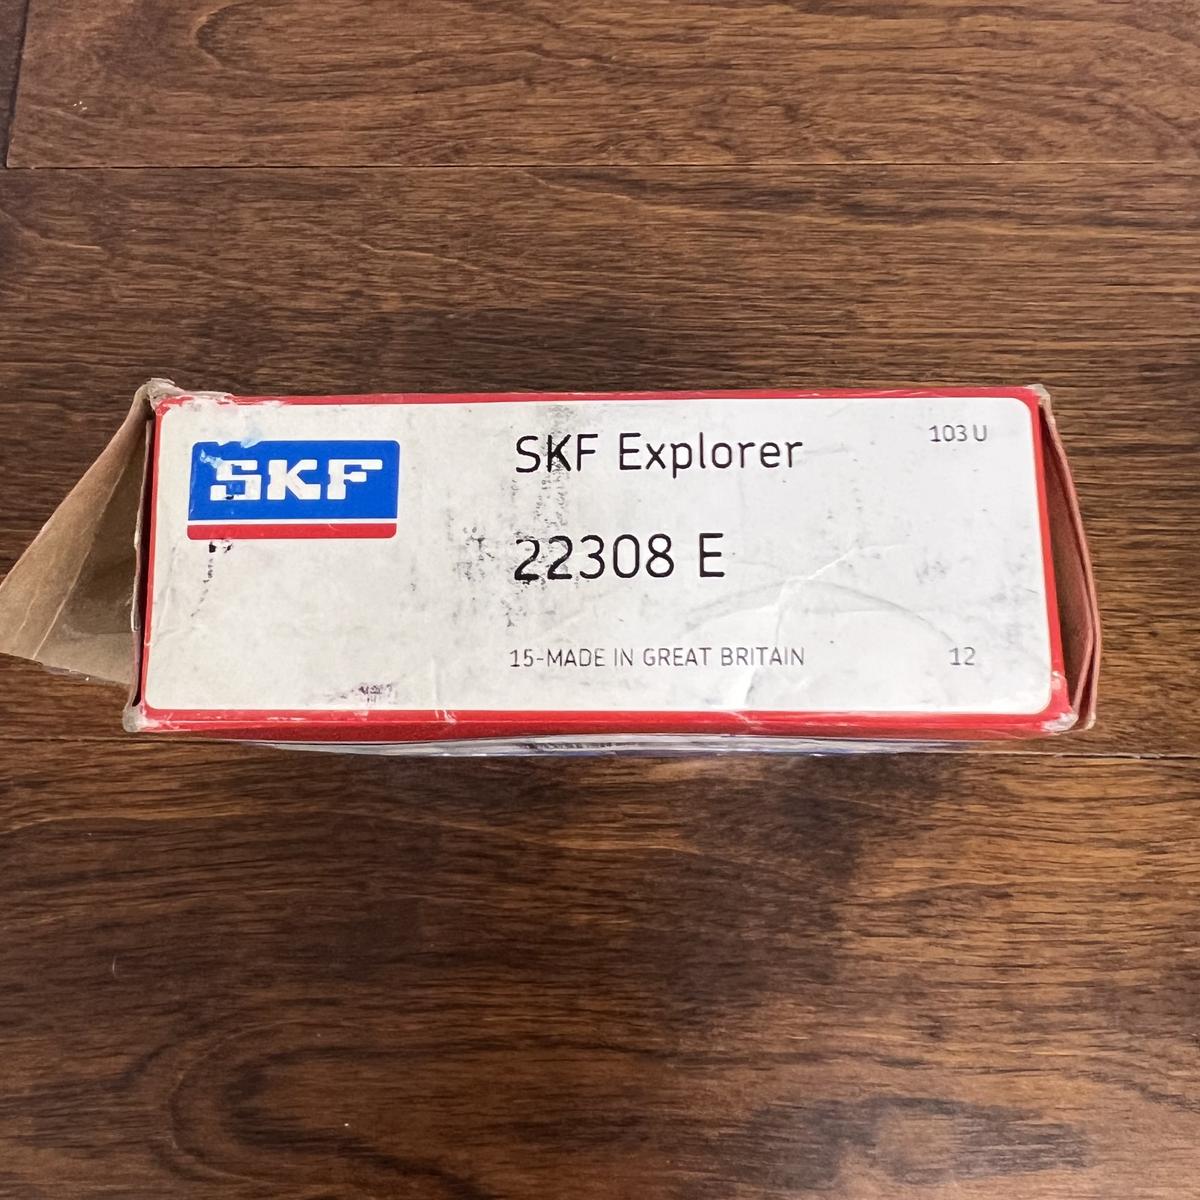 SKF
SKF Explorer
103 U
22308 E
15-MADE IN GREAT BRITAIN
12